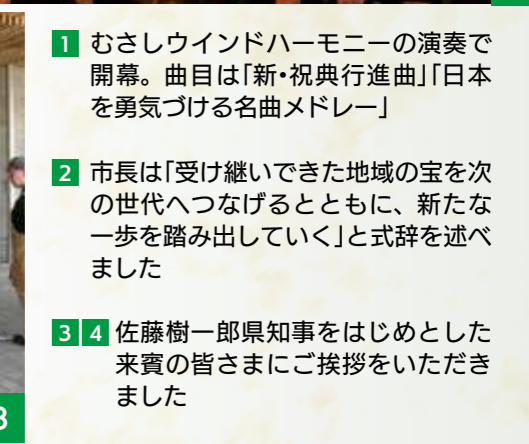 1 むさしウインドハーモニーの演奏で
開幕。曲目は「新・祝典行進曲」「日本
を勇気づける名曲メドレー」
2 市長は「受け継いできた地域の宝を次
の世代へつなげるとともに、新たな
一歩を踏み出していく」と式辞を述べ
ました
3 4 佐藤樹一郎県知事をはじめとした
来賓の皆さまにご挨拶をいただき
ました
3